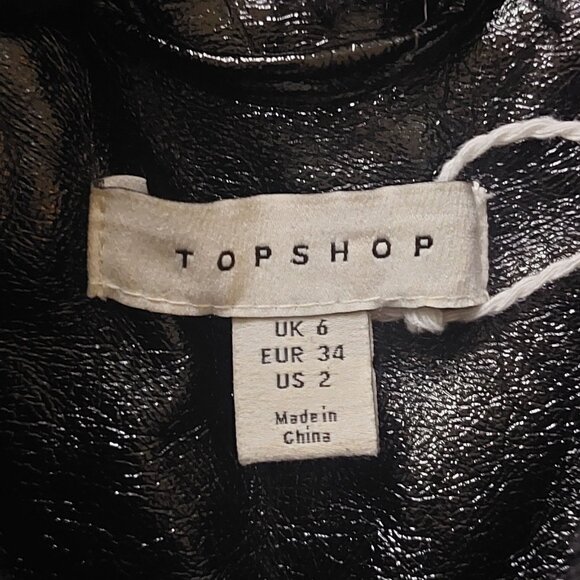 TOPSHOP
UK 6
EUR 34
US 2
Made in
China